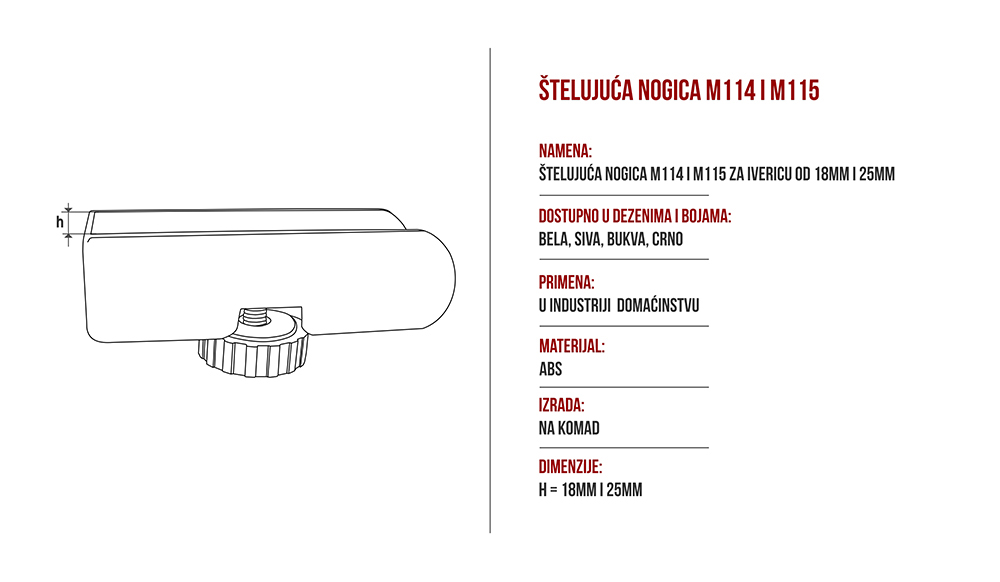 h
ŠTELUJUĆA NOGICA M114 I M115
NAMENA:
ŠTELUJUĆA NOGICA M114 I M115 ZA IVERICU OD 18MM I 25MM
DOSTUPNO U DEZENIMA I BOJAMA:
BELA, SIVA, BUKVA, CRNO
PRIMENA:
U INDUSTRIJI DOMAĆINSTVU
MATERIJAL:
ABS
IZRADA:
NA KOMAD
DIMENZIJE:
H = 18MM I 25MM